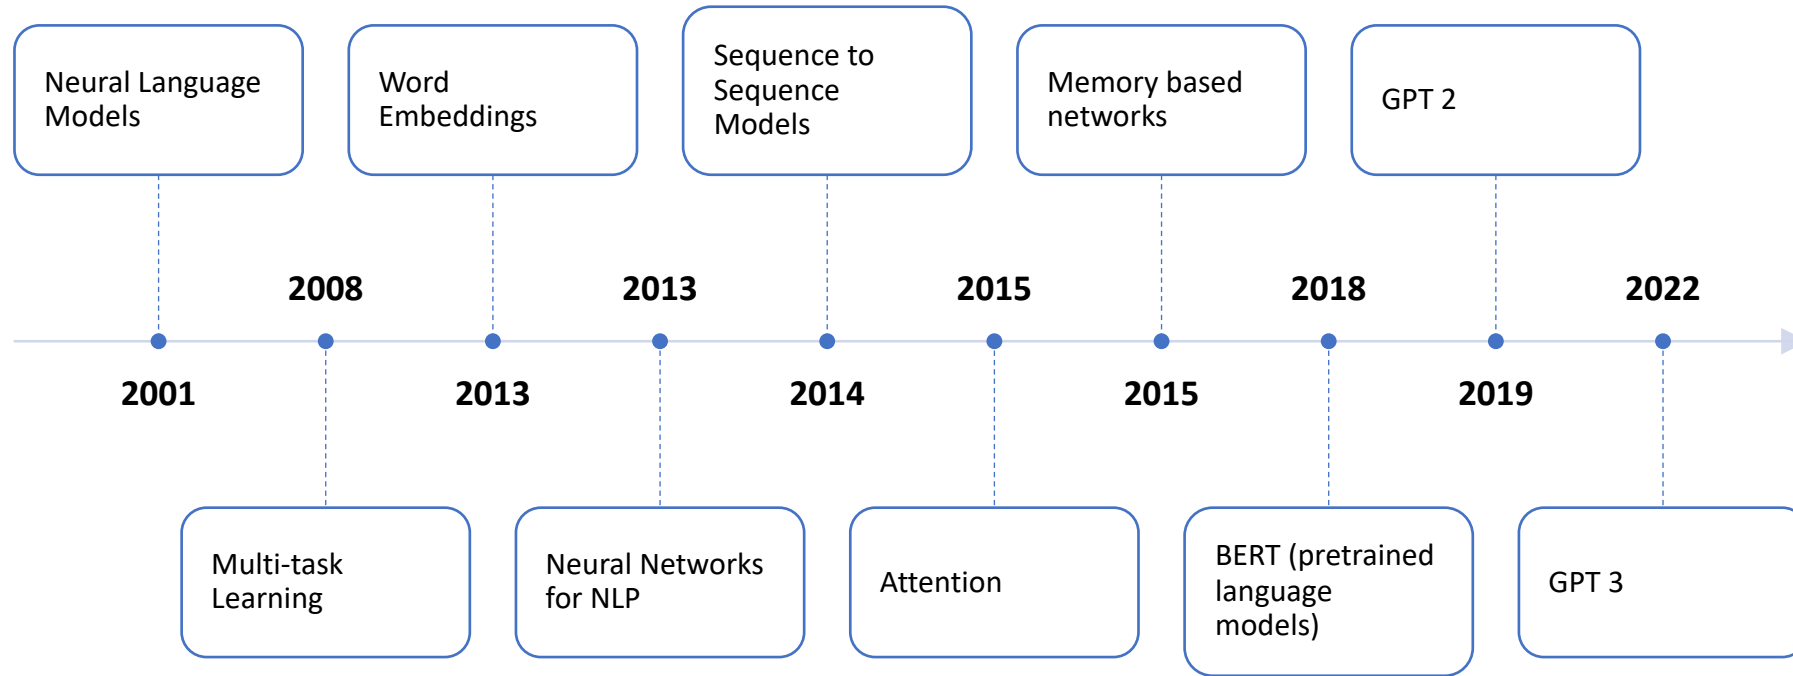 Neural Language
Models
Word
Embeddings
Sequence to
Sequence
Models
Memory based
networks
GPT 2
2008
2013
2015
2018
2022
2001
2013
2014
2015
2019
Multi-task
Learning
Neural Networks
for NLP
Attention
BERT (pretrained
language
models)
GPT 3